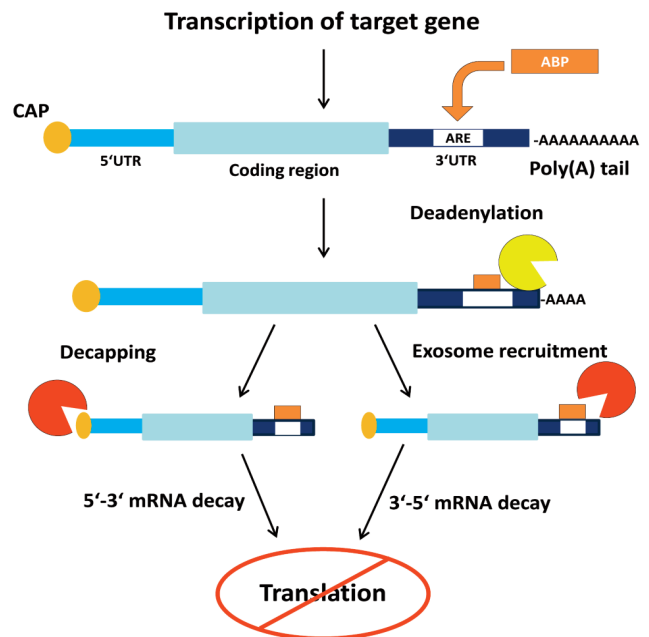 Transcription of target gene
ABP
CAP
ARE
-AAAAAAAAAA
5‘UTR
Coding region
3‘UTR
Poly(A) tail
Deadenylation
-AAAA
Decapping
Exosome recruitment
5‘-3‘ mRNA decay
3‘-5‘ mRNA decay
Translation